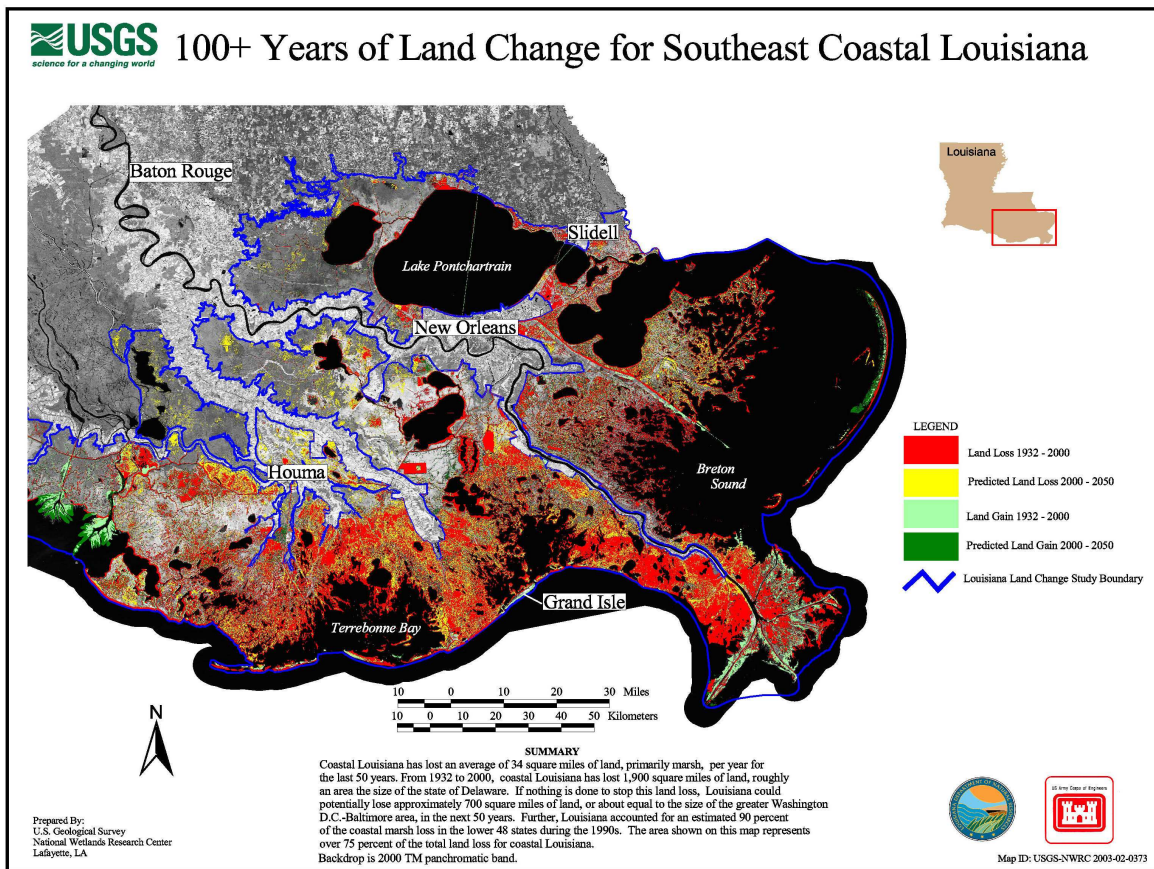 USGS
science for a changing world
100+ Years of Land Change for Southeast Coastal Louisiana
Louisiana
Baton Rouge
Slidell
Lake Pontchartrain
New Orleans
Houma
Breton
Sound
Grand Isle
Terrebonne Bay
LEGEND
Land Loss 1932 - 2000
Predicted Land Loss 2000 - 2050
Land Gain 1932 - 2000
Predicted Land Gain 2000 - 2050
Louisiana Land Change Study Boundary
N
10 0 10 20 30 Miles
10 0 10 20 30 40 50 Kilometers
SUMMARY
Coastal Louisiana has lost an average of 34 square miles of land, primarily marsh, per year for
the last 50 years. From 1932 to 2000, coastal Louisiana has lost 1,900 square miles of land, roughly
an area the size of the state of Delaware. If nothing is done to stop this land loss, Louisiana could
potentially lose approximately 700 square miles of land, or about equal to the size of the greater Washington
D.C.-Baltimore area, in the next 50 years. Further, Louisiana accounted for an estimated 90 percent
of the coastal marsh loss in the lower 48 states during the 1990s. The area shown on this map represents
over 75 percent of the total land loss for coastal Louisiana.
Backdrop is 2000 TM panchromatic band.
Prepared By:
U.S. Geological Survey
National Wetlands Research Center
Lafayette, LA
US Army Corps of Engineers
Map ID: USGS-NWRC 2003-02-0373